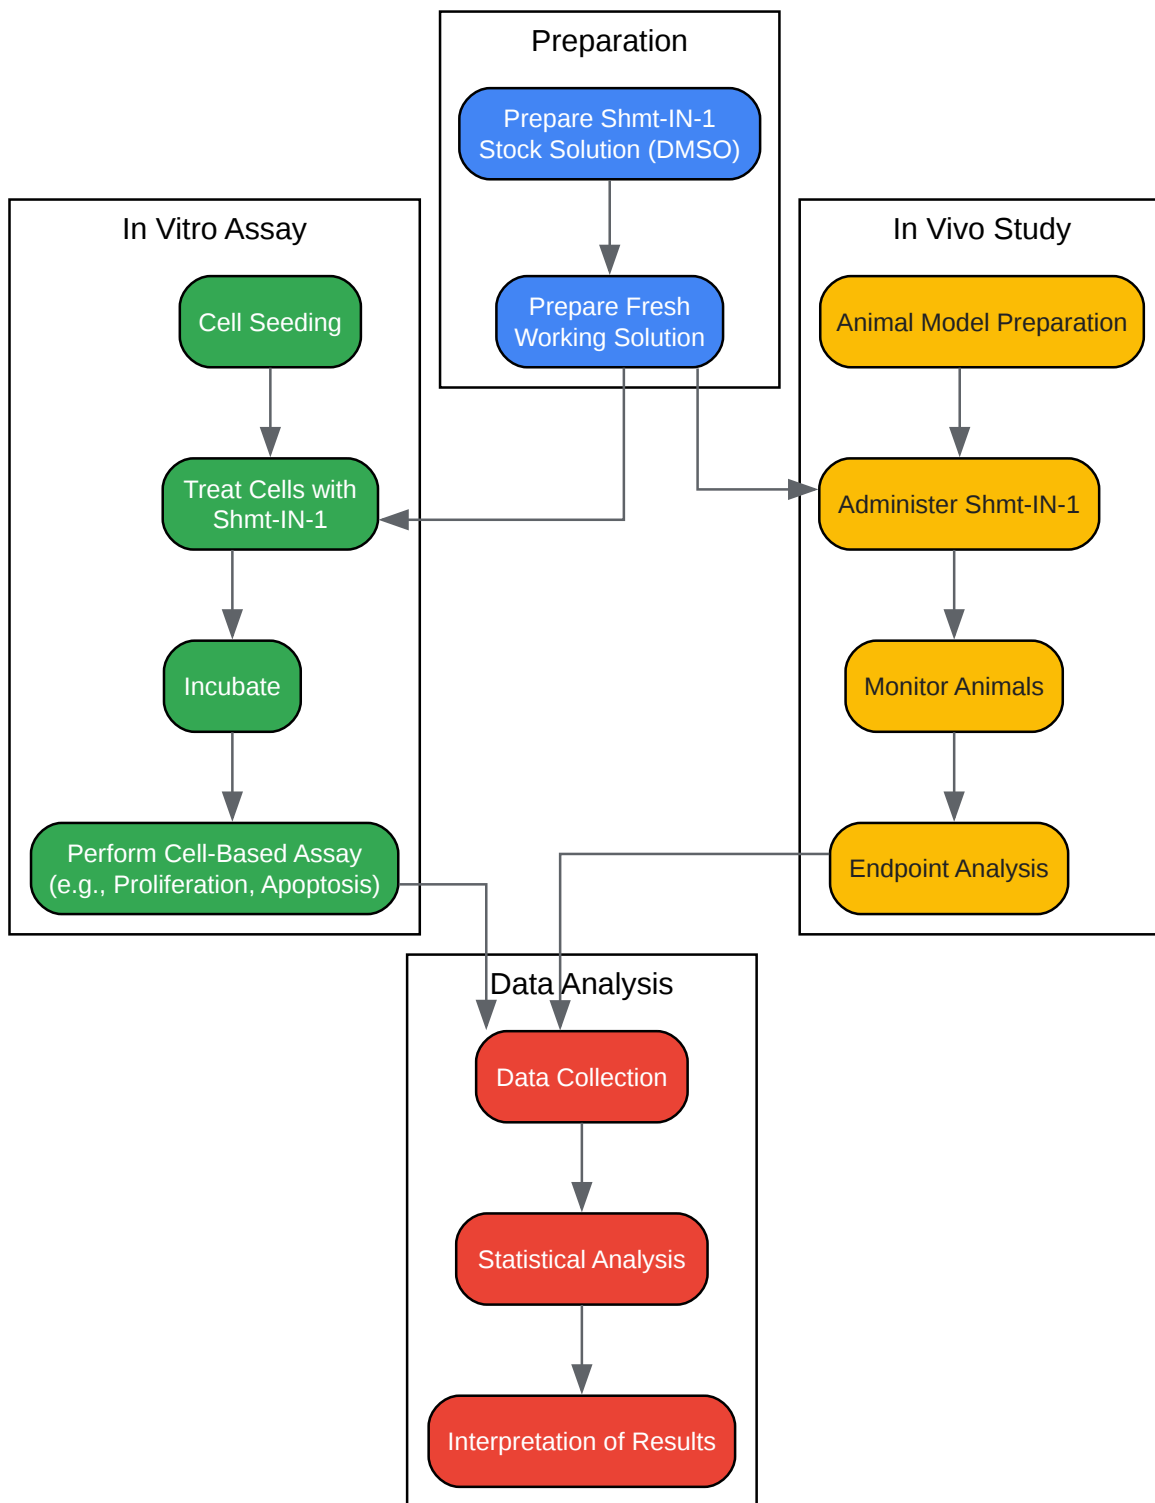 Preparation
Prepare Shmt-IN-1
Stock Solution (DMSO)
Prepare Fresh
Working Solution
In Vitro Assay
Cell Seeding
Treat Cells with
Shmt-IN-1
Incubate
Perform Cell-Based Assay
(e.g., Proliferation, Apoptosis)
In Vivo Study
Animal Model Preparation
Administer Shmt-IN-1
Monitor Animals
Endpoint Analysis
Data Analysis
Data Collection
Statistical Analysis
Interpretation of Results